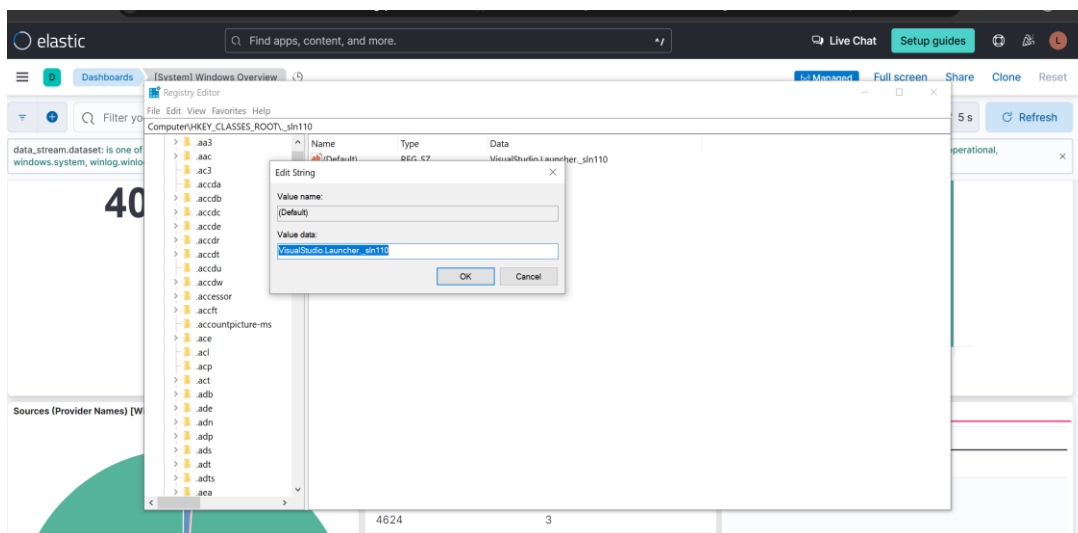 elastic
Find apps, content, and more.
^/
Live Chat
Setup guides
L
D
Dashboards
[System] Windows Overview
Managed
Full screen
Share
Clone
Reset
Filter yo
5 s
Refresh
data_stream.dataset: is one of
windows.system, winlog.winlo
operational,
40
Registry Editor
File Edit View Favorites Help
Computer\HKEY_CLASSES_ROOT\._sln110
Name Type Data
(Default) REG_SZ VisualStudio.Launcher._sln110
.aa3
.aac
.ac3
.accda
.accdb
.accdc
.accde
.accdr
.accdt
.accdu
.accdw
.accessor
.accft
.accountpicture-ms
.ace
.acl
.acp
.act
.adb
.ade
.adn
.adp
.ads
.adt
.adts
.aea
Edit String
Value name:
(Default)
Value data:
VisualStudio.Launcher._sln110
OK Cancel
Sources (Provider Names) [W
4624 3